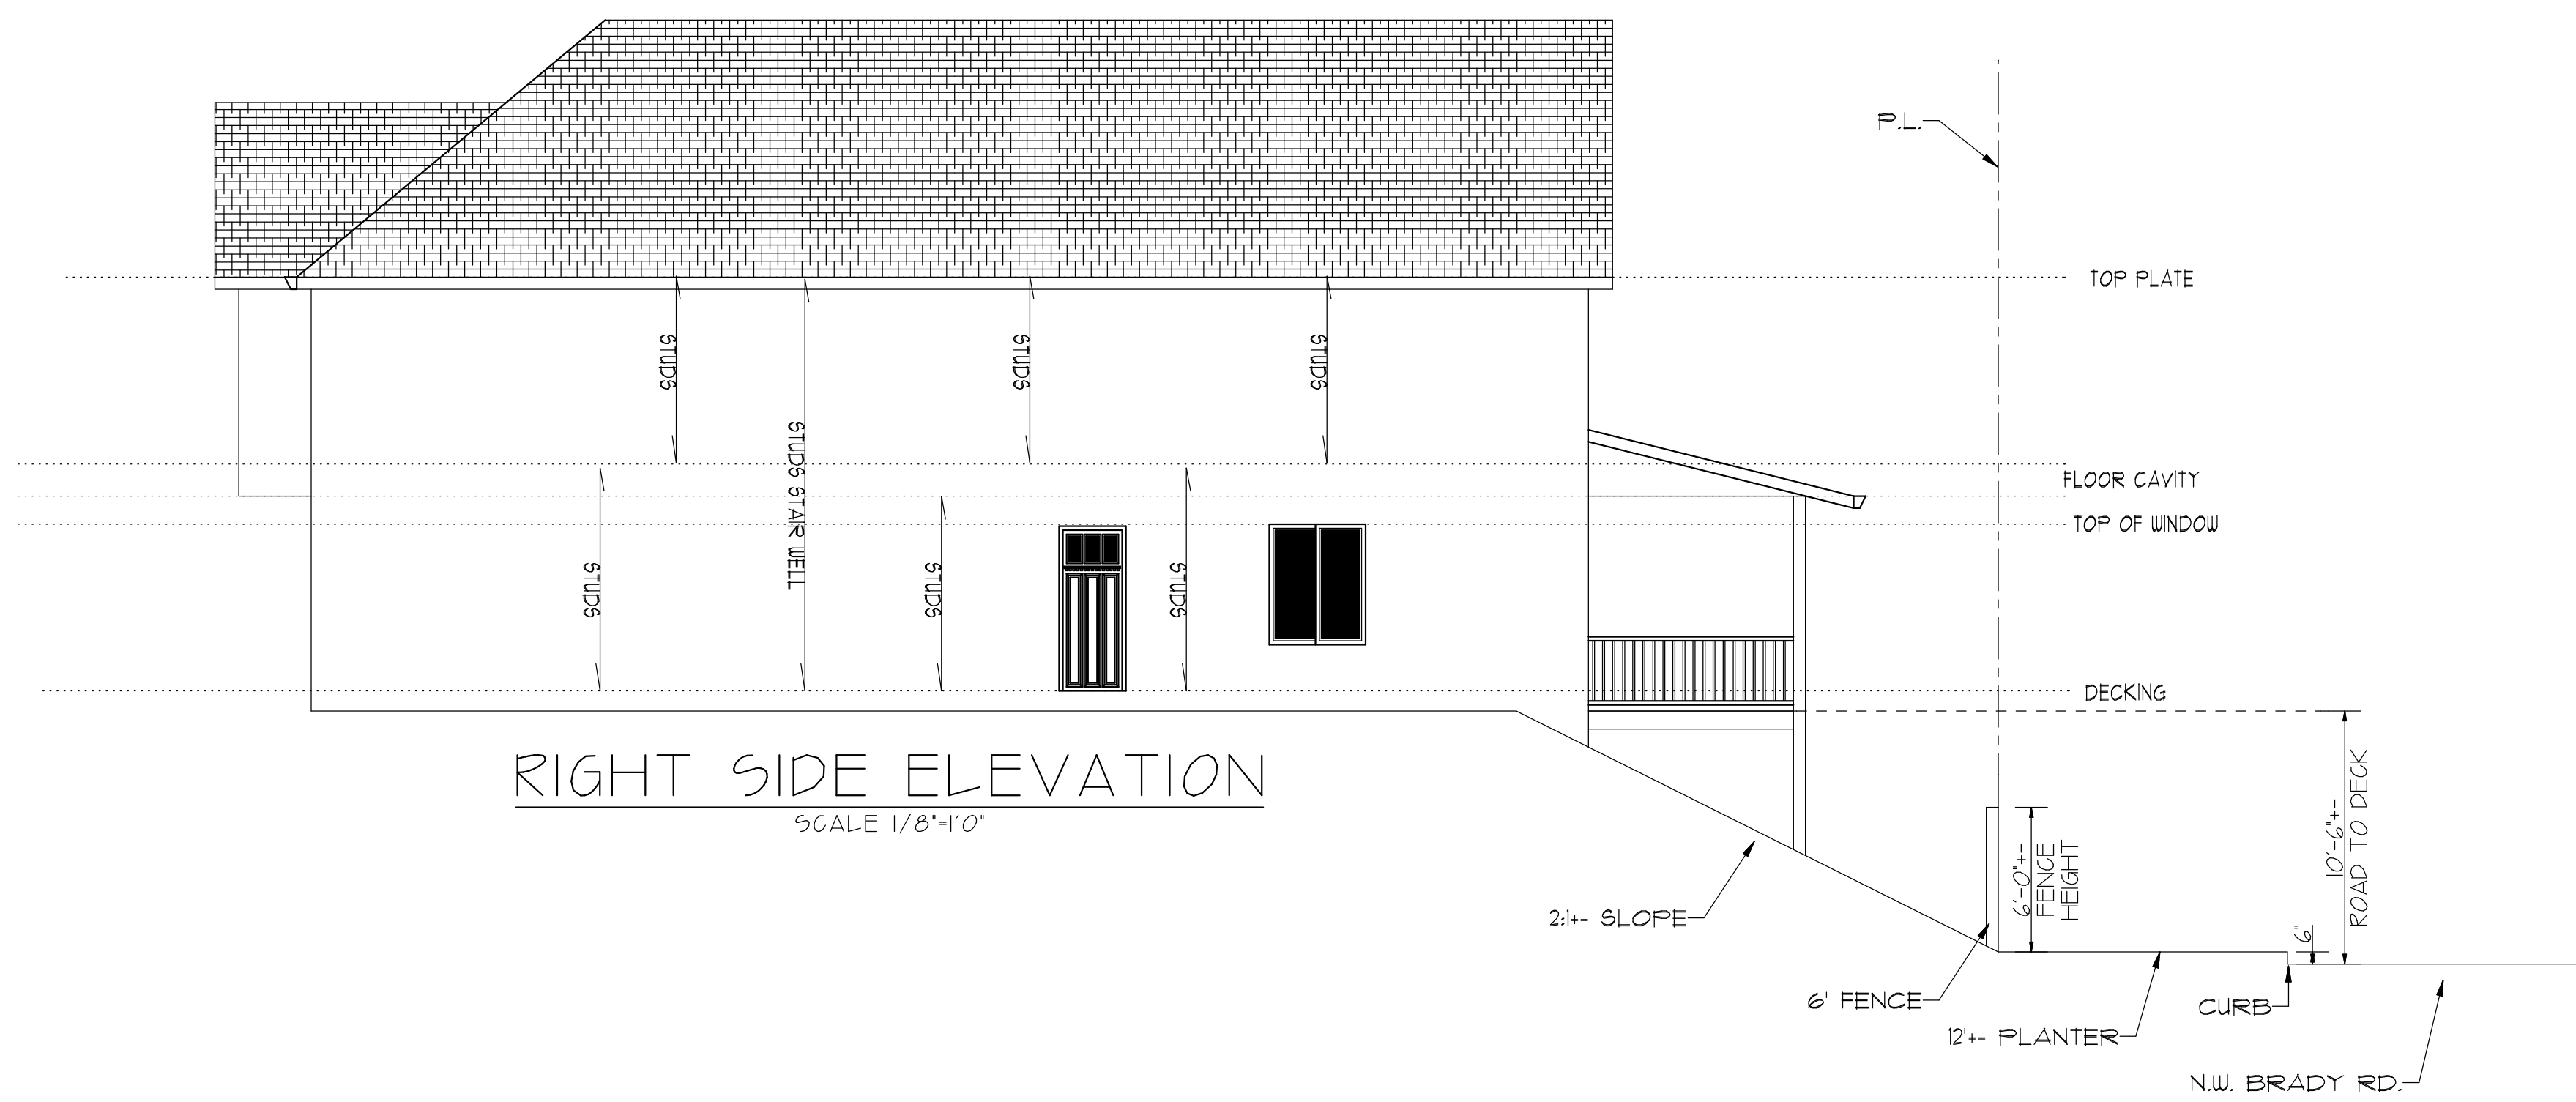 P.L.
TOP PLATE
STUDS
STUDS
STUDS
STUDS STAIR WELL
FLOOR CAVITY
TOP OF WINDOW
STUDS
STUDS
STUDS
DECKING
RIGHT SIDE ELEVATION
SCALE 1/8"=1'0"
10'-6"+-
ROAD TO DECK
6'-0"+-
FENCE
HEIGHT
2:1+- SLOPE
6"
6' FENCE
CURB
12'+- PLANTER
N.W. BRADY RD.